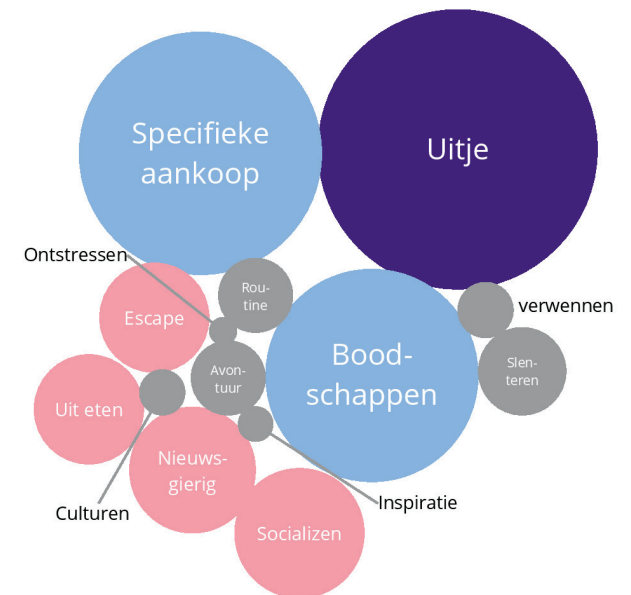 Specifieke
aankoop
Uitje
Ontstressen
Rou-
tine
Escape
verwennen
Avon-
tuur
Bood-
schappen
Slen-
teren
Uit eten
Nieuws-
gierig
Culturen
Inspiratie
Socializen